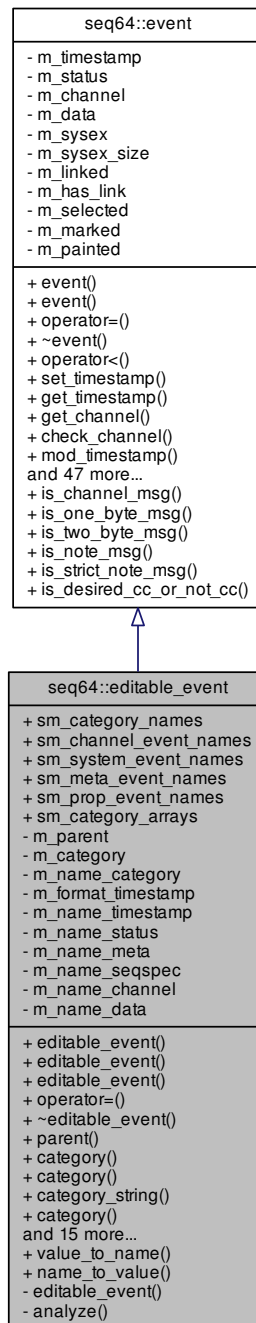 seq64::event
- m_timestamp
- m_status
- m_channel
- m_data
- m_sysex
- m_sysex_size
- m_linked
- m_has_link
- m_selected
- m_marked
- m_painted
+ event()
+ event()
+ operator=()
+ ~event()
+ operator<()
+ set_timestamp()
+ get_timestamp()
+ get_channel()
+ check_channel()
+ mod_timestamp()
and 47 more...
+ is_channel_msg()
+ is_one_byte_msg()
+ is_two_byte_msg()
+ is_note_msg()
+ is_strict_note_msg()
+ is_desired_cc_or_not_cc()
seq64::editable_event
+ sm_category_names
+ sm_channel_event_names
+ sm_system_event_names
+ sm_meta_event_names
+ sm_prop_event_names
+ sm_category_arrays
- m_parent
- m_category
- m_name_category
- m_format_timestamp
- m_name_timestamp
- m_name_status
- m_name_meta
- m_name_seqspec
- m_name_channel
- m_name_data
+ editable_event()
+ editable_event()
+ editable_event()
+ operator=()
+ ~editable_event()
+ parent()
+ category()
+ category()
+ category_string()
+ category()
and 15 more...
+ value_to_name()
+ name_to_value()
- editable_event()
- analyze()